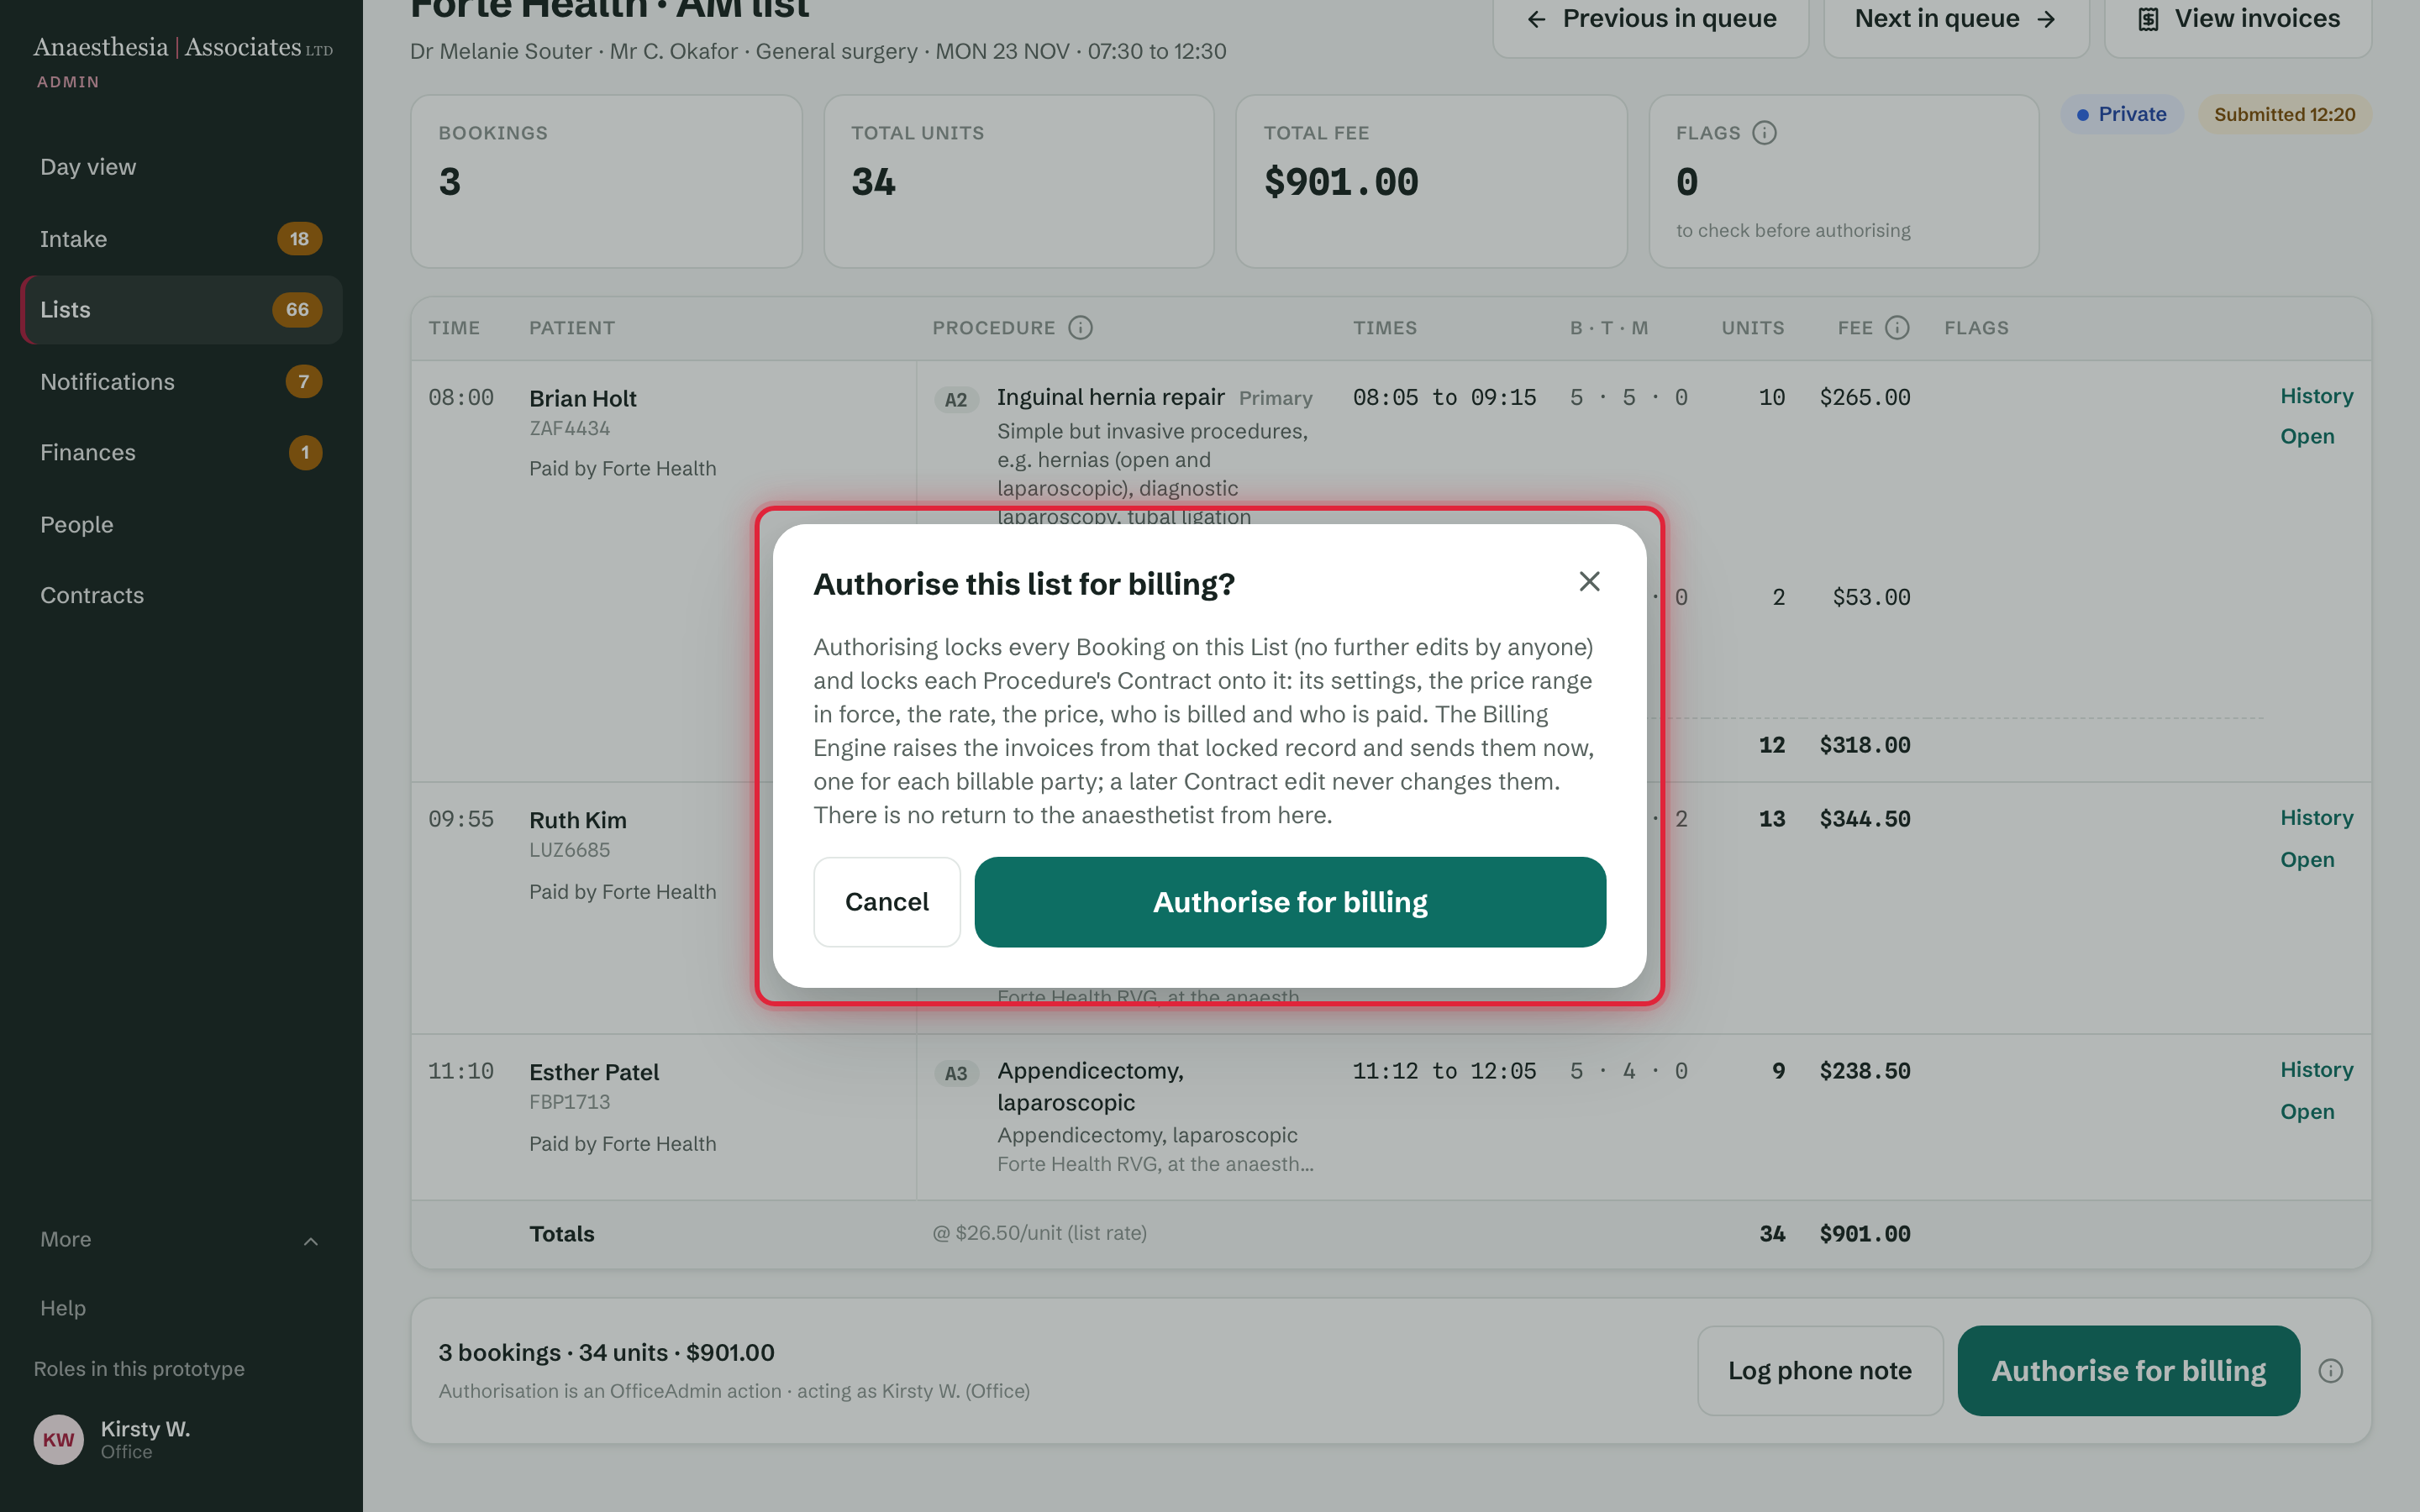 Anaesthesia | Associates LTD
ADMIN
Day view
Intake 18
Lists 66
Notifications 7
Finances 1
People
Contracts
More
Help
Roles in this prototype
KW
Kirsty W.
Office
Forte Health · AM list
Dr Melanie Souter · Mr C. Okafor · General surgery · MON 23 NOV · 07:30 to 12:30
Previous in queue
Next in queue
View invoices
BOOKINGS
3
TOTAL UNITS
34
TOTAL FEE
$901.00
FLAGS
0
to check before authorising
Private
Submitted 12:20
TIME PATIENT PROCEDURE TIMES B · T · M UNITS FEE FLAGS
08:00
Brian Holt
ZAF4434
Paid by Forte Health
A2 Inguinal hernia repair Primary
Simple but invasive procedures,
e.g. hernias (open and
laparoscopic), diagnostic
laparoscopy, tubal ligation
08:05 to 09:15 5 · 5 · 0 10 $265.00
History
Open
· 0 2 $53.00
12 $318.00
Authorise this list for billing?
Authorising locks every Booking on this List (no further edits by anyone)
and locks each Procedure's Contract onto it: its settings, the price range
in force, the rate, the price, who is billed and who is paid. The Billing
Engine raises the invoices from that locked record and sends them now,
one for each billable party; a later Contract edit never changes them.
There is no return to the anaesthetist from here.
Cancel
Authorise for billing
09:55
Ruth Kim
LUZ6685
Paid by Forte Health
· 2 13 $344.50
History
Open
Forte Health RVG, at the anaesth...
11:10
Esther Patel
FBP1713
Paid by Forte Health
A3 Appendicectomy,
laparoscopic
Appendicectomy, laparoscopic
Forte Health RVG, at the anaesth...
11:12 to 12:05 5 · 4 · 0 9 $238.50
History
Open
Totals @ $26.50/unit (list rate) 34 $901.00
3 bookings · 34 units · $901.00
Authorisation is an OfficeAdmin action · acting as Kirsty W. (Office)
Log phone note
Authorise for billing